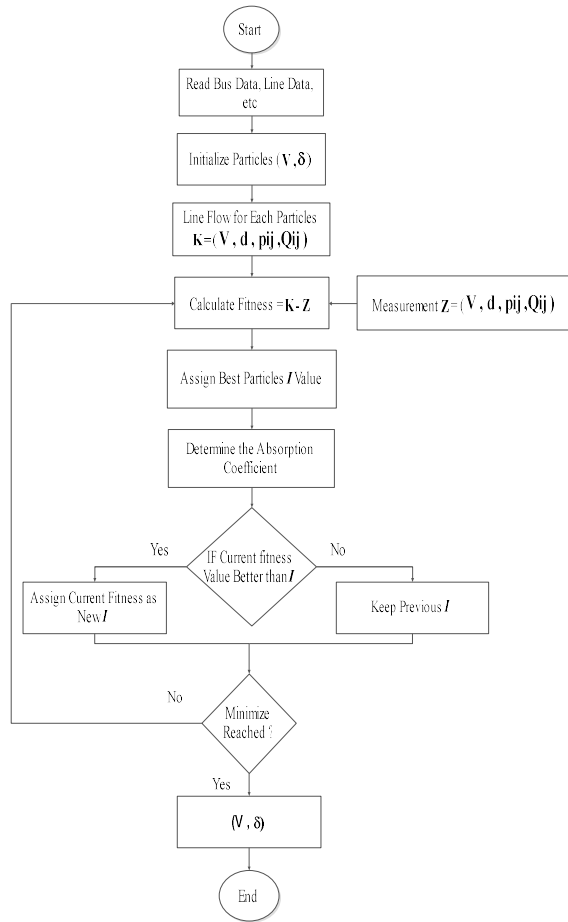 Start
Read Bus Data, Line Data,
etc
Initialize Particles (V,δ)
Line Flow for Each Particles
K=(V , d , pij ,Qij)
Calculate Fitness =K-Z
Measurement Z=(V , d , pij ,Qij)
Assign Best Particles I Value
Determine the Absorption
Coefficient
Yes
IF Current fitness
Value Better than I
No
Assign Current Fitness as
New I
Keep Previous I
No
Minimize
Reached ?
Yes
(V , δ)
End